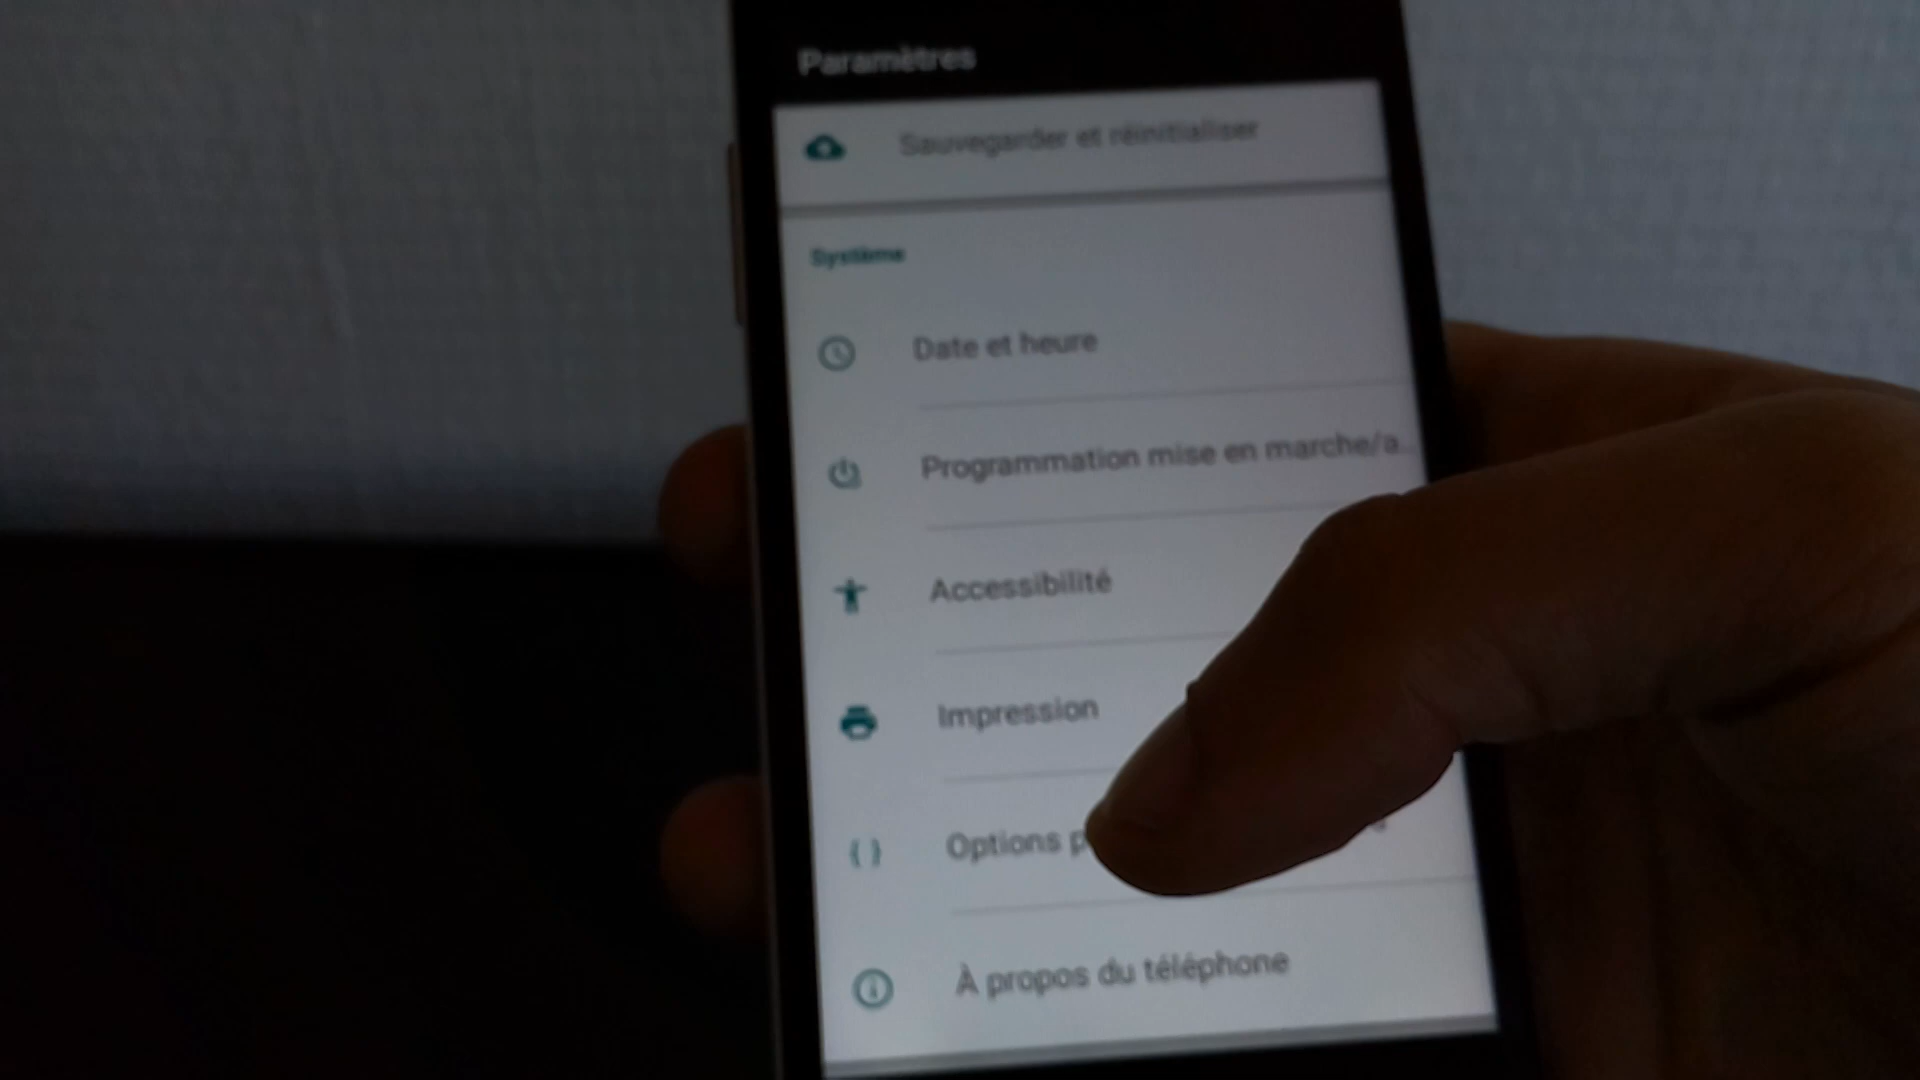 Paramètres
Sauvegarder et réinitialiser
Système
Date et heure
Programmation mise en marche/a...
Accessibilité
Impression
Options
À propos du téléphone